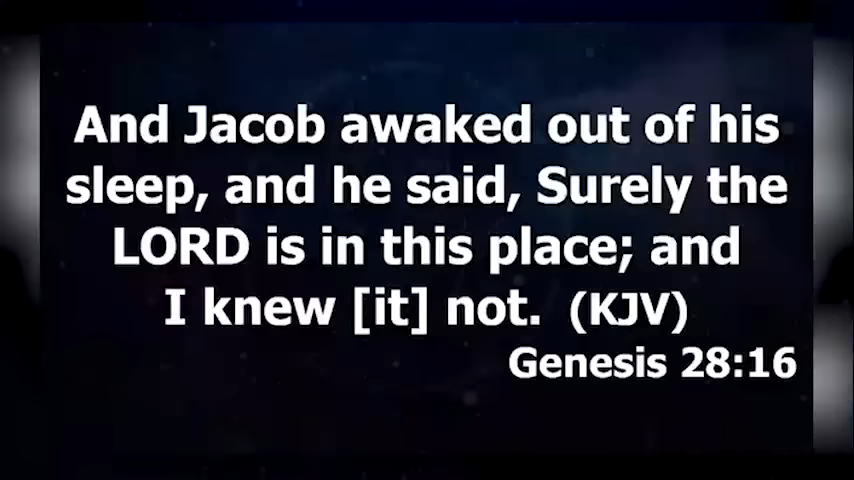 And Jacob awaked out of his
sleep, and he said, Surely the
LORD is in this place; and
I knew [it] not. (KJV)
Genesis 28:16